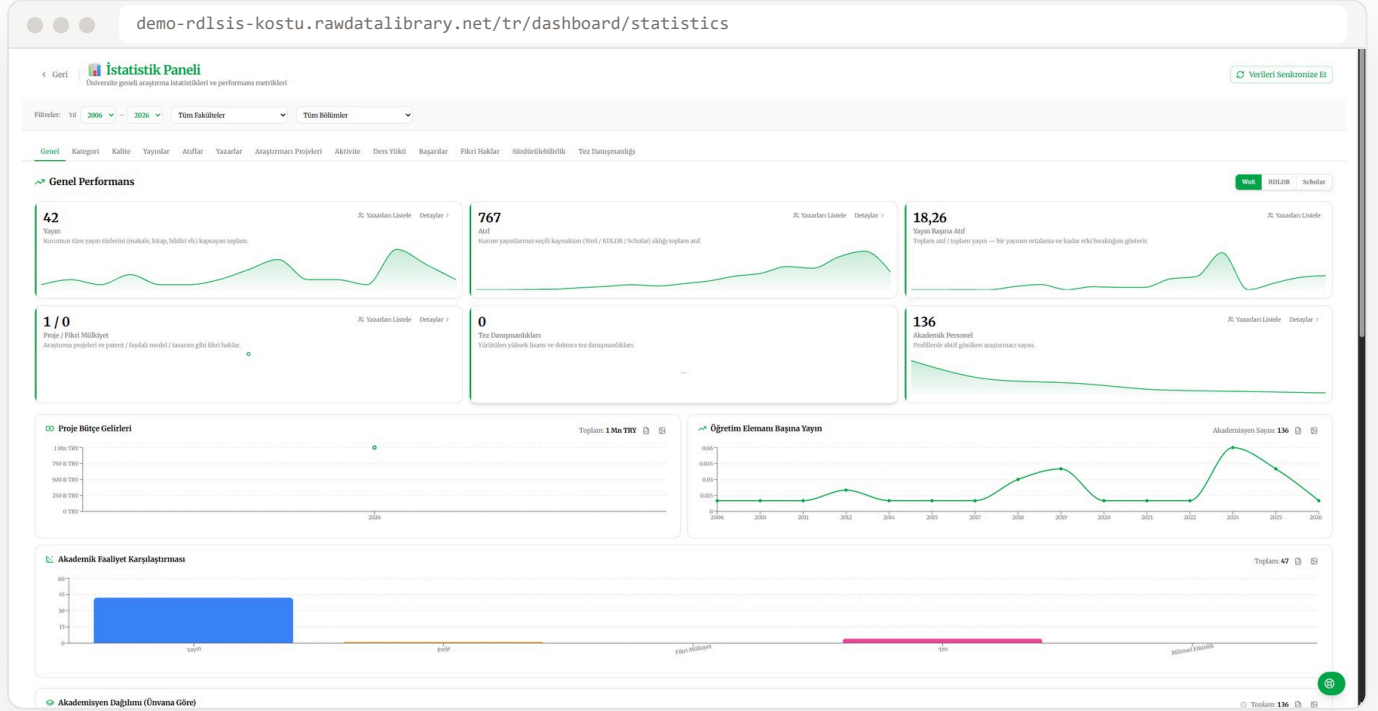 demo-rdlsis-kostu.rawdatalibrary.net/tr/dashboard/statistics
Geri
İstatistik Paneli
Üniversite geneli araştırma istatistikleri ve performans metrikleri
Verileri Senkronize Et
Filtreler: Yıl 2006 – 2026 Tüm Fakülteler Tüm Bölümler
Genel Kategori Kalite Yayınlar Atıflar Yazarlar Araştırmacı Projeleri Aktivite Ders Yükü Başarılar Fikri Haklar Sürdürülebilirlik Tez Danışmanlığı
Genel Performans
WoS RDLDB Scholar
42
Yazarları Listele Detaylar >
Yayın
Kurumun tüm yayın türlerini (makale, kitap, bildiri vb.) kapsayan toplam.
767
Yazarları Listele Detaylar >
Atıf
Kurum yayınlarının seçili kaynaktan (WoS / RDLDB / Scholar) aldığı toplam atıf.
18,26
Yazarları Listele
Yayın Başına Atıf
Toplam atıf / toplam yayın — bir yayının ortalama ne kadar etki bıraktığını gösterir.
1 / 0
Yazarları Listele Detaylar >
Proje / Fikri Mülkiyet
Araştırma projeleri ve patent / faydalı model / tasarım gibi fikri haklar.
0
Tez Danışmanlıkları
Yürütülen yüksek lisans ve doktora tez danışmanlıkları.
—
136
Yazarları Listele Detaylar >
Akademik Personel
Profillerde aktif görünen araştırmacı sayısı.
Proje Bütçe Gelirleri
Toplam: 1 Mn TRY
1 Mn TRY
750 B TRY
500 B TRY
250 B TRY
0 TRY
2026
Öğretim Elemanı Başına Yayın
Akademisyen Sayısı: 136
0.06
0.045
0.03
0.015
0
2006 2010 2011 2012 2014 2015 2017 2018 2019 2020 2021 2022 2024 2025 2026
Akademik Faaliyet Karşılaştırması
Toplam: 47
60
45
30
15
0
Yayın Proje Fikri Mülkiyet Tez Bilimsel Etkinlik
Akademisyen Dağılımı (Ünvana Göre)
Toplam: 136